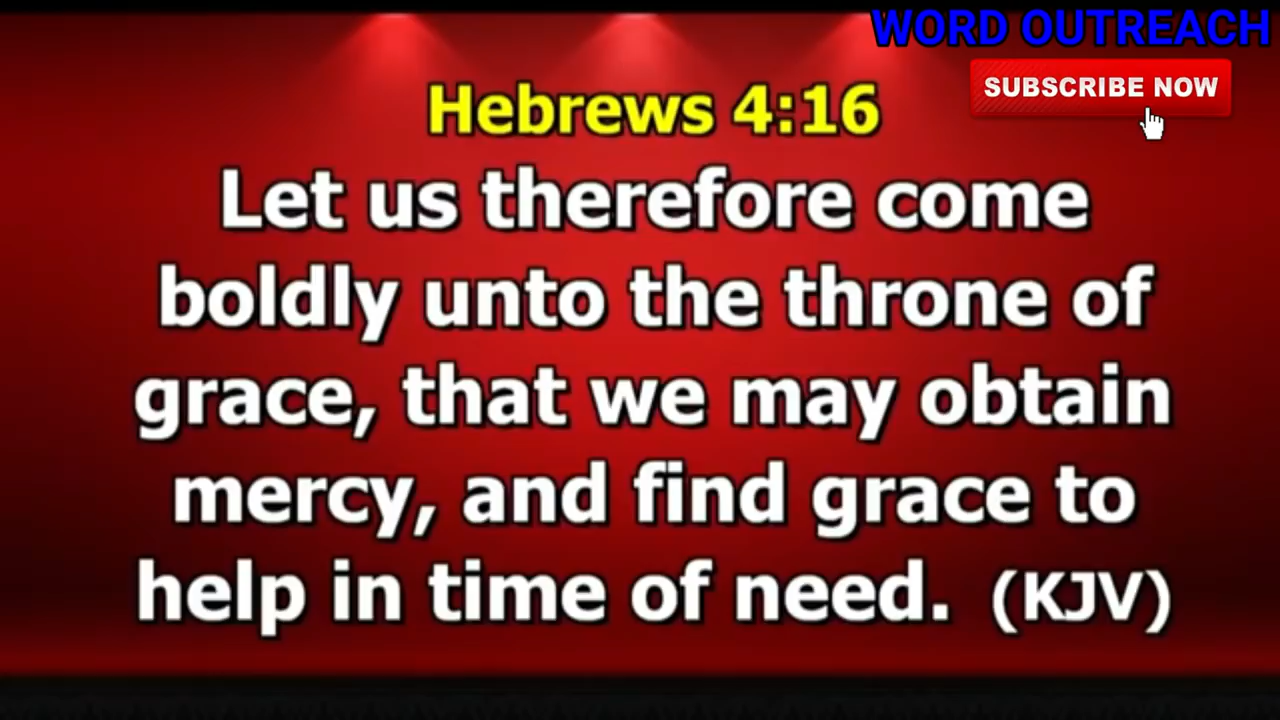 WORD OUTREACH
SUBSCRIBE NOW
Hebrews 4:16
Let us therefore come
boldly unto the throne of
grace, that we may obtain
mercy, and find grace to
help in time of need. (KJV)